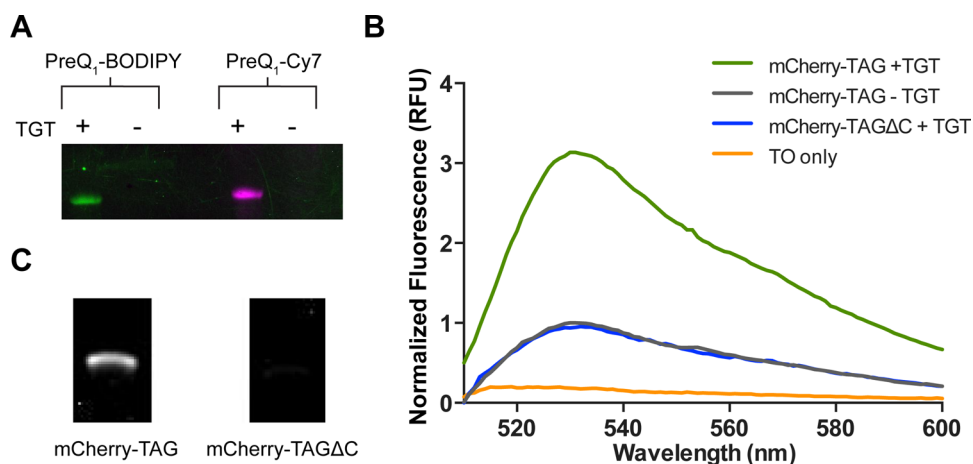 A
PreQ₁-BODIPY PreQ₁-Cy7
TGT + - + -
B
Normalized Fluorescence (RFU)
4
3
2
1
0
mCherry-TAG +TGT
mCherry-TAG - TGT
mCherry-TAGΔC + TGT
TO only
520 540 560 580 600
Wavelength (nm)
C
mCherry-TAG mCherry-TAGΔC